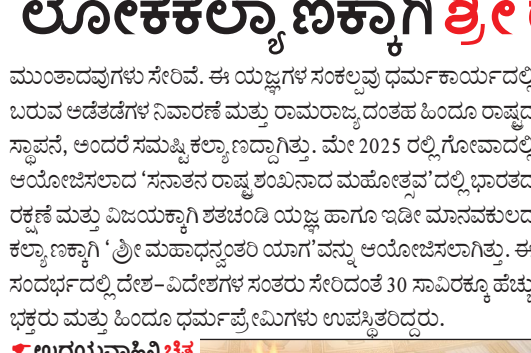 ಲೋಕಕಲ್ಯಾಣಕ್ಕಾಗಿ ಶ್ರೀ
ಮುಂತಾದವುಗಳು ಸೇರಿವೆ. ಈ ಯಜ್ಞಗಳ ಸಂಕಲ್ಪವು ಧರ್ಮಕಾರ್ಯದಲ್ಲಿ
ಬರುವ ಅಡೆತಡೆಗಳ ನಿವಾರಣೆ ಮತ್ತು ರಾಮರಾಜ್ಯದಂತಹ ಹಿಂದೂ ರಾಷ್ಟ್ರದ
ಸ್ಥಾಪನೆ, ಅಂದರೆ ಸಮಷ್ಟಿ ಕಲ್ಯಾಣದ್ದಾಗಿತ್ತು. ಮೇ 2025 ರಲ್ಲಿ ಗೋವಾದಲ್ಲಿ
ಆಯೋಜಿಸಲಾದ ‘ಸನಾತನ ರಾಷ್ಟ್ರ ಶಂಖನಾದ ಮಹೋತ್ಸವ’ದಲ್ಲಿ ಭಾರತದ
ರಕ್ಷಣೆ ಮತ್ತು ವಿಜಯಕ್ಕಾಗಿ ಶತಚಂಡಿ ಯಜ್ಞ ಹಾಗೂ ಇಡೀ ಮಾನವಕುಲದ
ಕಲ್ಯಾಣಕ್ಕಾಗಿ ‘ಶ್ರೀ ಮಹಾಧನ್ವಂತರಿ ಯಾಗ’ವನ್ನು ಆಯೋಜಿಸಲಾಗಿತ್ತು. ಈ
ಸಂದರ್ಭದಲ್ಲಿ ದೇಶ-ವಿದೇಶಗಳ ಸಂತರು ಸೇರಿದಂತೆ 30 ಸಾವಿರಕ್ಕೂ ಹೆಚ್ಚು
ಭಕ್ತರು ಮತ್ತು ಹಿಂದೂ ಧರ್ಮಪ್ರೇಮಿಗಳು ಉಪಸ್ಥಿತರಿದ್ದರು.